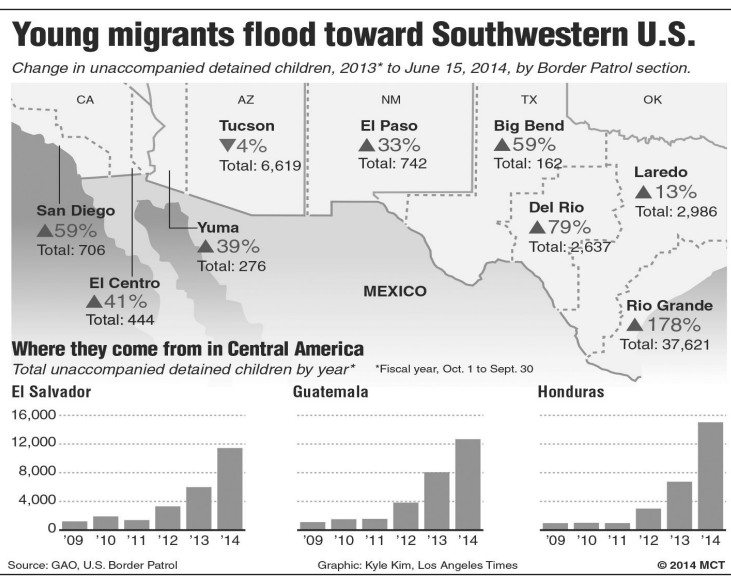 Young migrants flood toward Southwestern U.S.
Change in unaccompanied detained children, 2013* to June 15, 2014, by Border Patrol section.
CA
AZ
NM
TX
OK
Tucson
▼4%
Total: 6,619
El Paso
▲33%
Total: 742
Big Bend
▲59%
Total: 162
Laredo
▲13%
Total: 2,986
San Diego
▲59%
Total: 706
Yuma
▲39%
Total: 276
Del Rio
▲79%
Total: 2,637
El Centro
▲41%
Total: 444
MEXICO
Rio Grande
▲178%
Total: 37,621
Where they come from in Central America
Total unaccompanied detained children by year*
*Fiscal year, Oct. 1 to Sept. 30
El Salvador
16,000
12,000
8,000
4,000
0
'09 '10 '11 '12 '13 '14
Guatemala
'09 '10 '11 '12 '13 '14
Honduras
'09 '10 '11 '12 '13 '14
Source: GAO, U.S. Border Patrol
Graphic: Kyle Kim, Los Angeles Times
© 2014 MCT